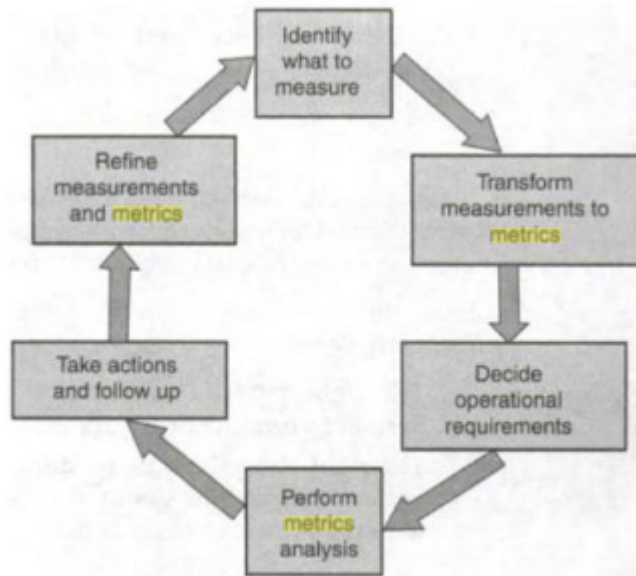 Identify
what to
measure
Transform
measurements to
metrics
Decide
operational
requirements
Perform
metrics
analysis
Take actions
and follow up
Refine
measurements
and metrics